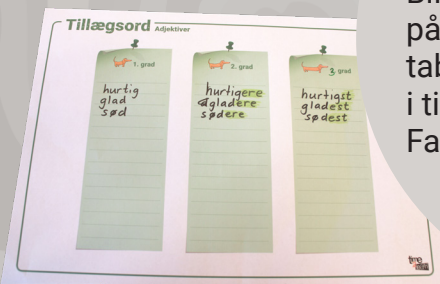 Tillægsord Adjektiver
1. grad
hurtig
glad
sød
2. grad
hurtigere
gladere
sødere
3. grad
hurtigst
gladest
sødest
på
tab
i ti
Fa